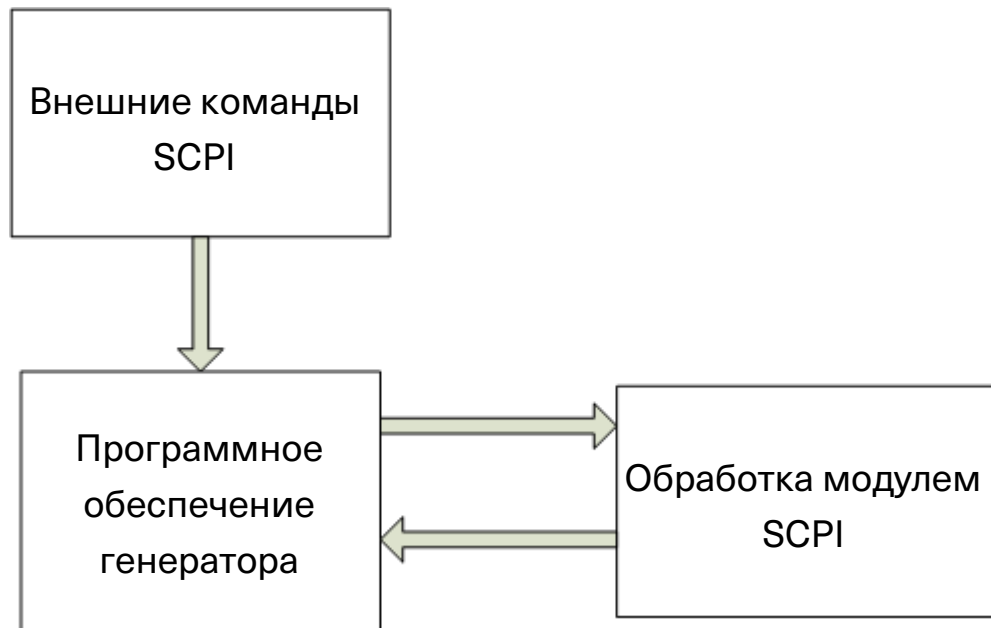 Внешние команды
SCPI
Программное
обеспечение
генератора
Обработка модулем
SCPI